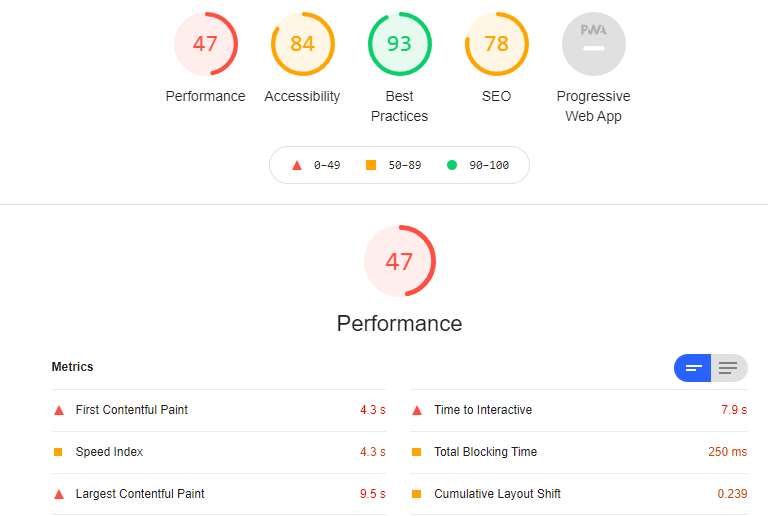 47
84
93
78
PWA
Performance
Accessibility
Best
Practices
SEO
Progressive
Web App
0–49
50–89
90–100
47
Performance
Metrics
First Contentful Paint 4.3 s
Time to Interactive 7.9 s
Speed Index 4.3 s
Total Blocking Time 250 ms
Largest Contentful Paint 9.5 s
Cumulative Layout Shift 0.239